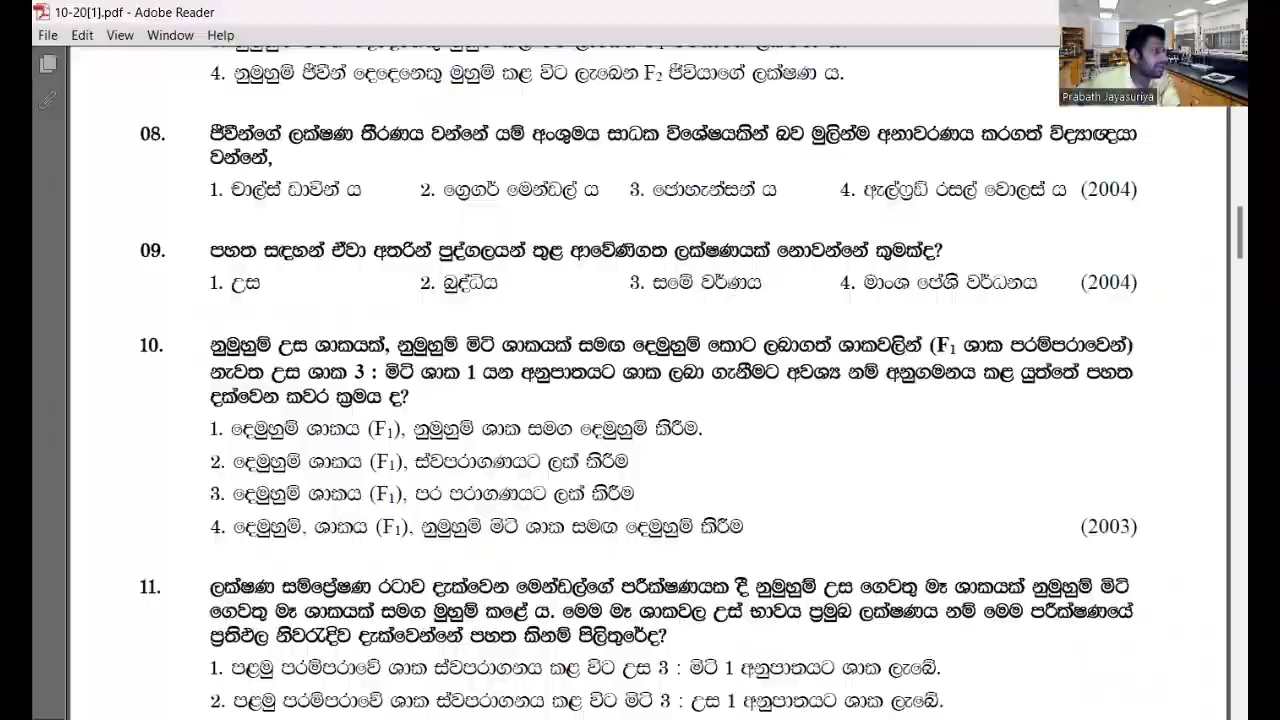 10-20[1].pdf - Adobe Reader
File Edit View Window Help
4. නුමුහුම් ජීවීන් දෙදෙනෙකු මුහුම් කළ විට ලැබෙන F₂ ජීවියාගේ ලක්ෂණ ය.
Prabath Jayasuriya
08. ජීවීන්ගේ ලක්ෂණ තීරණය වන්නේ යම් අංශුමය සාධක විශේෂයකින් බව මුලින්ම අනාවරණය කරගත් විද්‍යාඥයා
වන්නේ,
1. චාල්ස් ඩාවින් ය 2. ග්‍රෙගර් මෙන්ඩල් ය 3. ජොහැන්සන් ය 4. ඇල්ෆ්‍රඩ් රසල් වොලස් ය (2004)
09. පහත සඳහන් ඒවා අතරින් පුද්ගලයන් තුළ ආවේණිගත ලක්ෂණයක් නොවන්නේ කුමක්ද?
1. උස 2. බුද්ධිය 3. සමේ වර්ණය 4. මාංශ පේශි වර්ධනය (2004)
10. නුමුහුම් උස ශාකයක්, නුමුහුම් මිටි ශාකයක් සමඟ දෙමුහුම් කොට ලබාගත් ශාකවලින් (F₁ ශාක පරම්පරාවෙන්)
නැවත උස ශාක 3 : මිටි ශාක 1 යන අනුපාතයට ශාක ලබා ගැනීමට අවශ්‍ය නම් අනුගමනය කළ යුත්තේ පහත
දක්වෙන කවර ක්‍රමය ද?
1. දෙමුහුම් ශාකය (F₁), නුමුහුම් ශාක සමග දෙමුහුම් කිරීම.
2. දෙමුහුම් ශාකය (F₁), ස්වපරාගණයට ලක් කිරීම
3. දෙමුහුම් ශාකය (F₁), පර පරාගණයට ලක් කිරීම
4. දෙමුහුම්, ශාකය (F₁), නුමුහුම් මිටි ශාක සමඟ දෙමුහුම් කිරීම (2003)
11. ලක්ෂණ සම්ප්‍රේෂණ රටාව දැක්වෙන මෙන්ඩල්ගේ පරීක්ෂණයක දී නුමුහුම් උස ගෙවතු මෑ ශාකයක් නුමුහුම් මිටි
ගෙවතු මෑ ශාකයක් සමග මුහුම් කළේ ය. මෙම මෑ ශාකවල උස් භාවය ප්‍රමුඛ ලක්ෂණය නම් මෙම පරීක්ෂණයේ
ප්‍රතිඵල නිවරැදිව දැක්වෙන්නේ පහත කිනම් පිලිතුරේද?
1. පළමු පරම්පරාවේ ශාක ස්වපරාගනය කළ විට උස 3 : මිටි 1 අනුපාතයට ශාක ලැබේ.
2. පළමු පරම්පරාවේ ශාක ස්වපරාගනය කළ විට මිටි 3 : උස 1 අනුපාතයට ශාක ලැබේ.